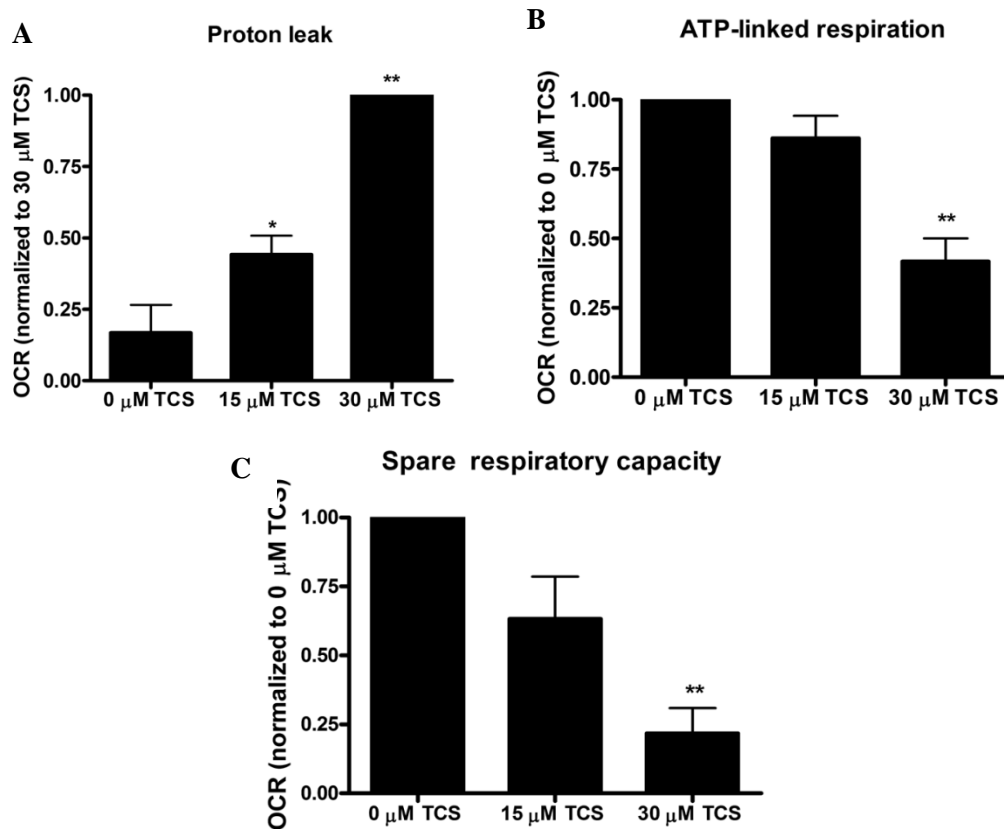 A
Proton leak
OCR (normalized to 30 μM TCS)
1.00
0.75
0.50
0.25
0.00
*
**
0 μM TCS
15 μM TCS
30 μM TCS
B
ATP-linked respiration
OCR (normalized to 0 μM TCS)
1.00
0.75
0.50
0.25
0.00
**
0 μM TCS
15 μM TCS
30 μM TCS
C
Spare respiratory capacity
OCR (normalized to 0 μM TCS)
1.00
0.75
0.50
0.25
0.00
**
0 μM TCS
15 μM TCS
30 μM TCS